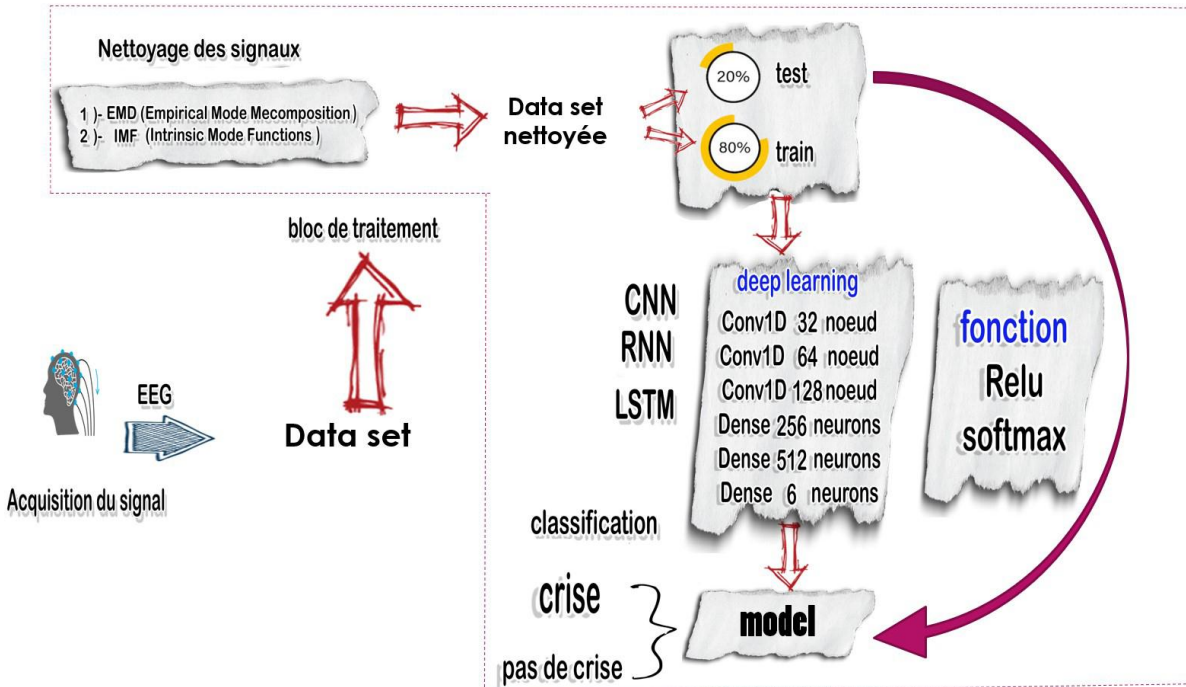 Nettoyage des signaux
1 )- EMD (Empirical Mode Mecomposition)
2 )- IMF (Intrinsic Mode Functions )
Data set
nettoyée
20%
test
80%
train
bloc de traitement
EEG
Data set
Acquisition du signal
CNN
RNN
LSTM
deep learning
Conv1D 32 noeud
Conv1D 64 noeud
Conv1D 128 noeud
Dense 256 neurons
Dense 512 neurons
Dense 6 neurons
fonction
Relu
softmax
classification
crise
pas de crise
model